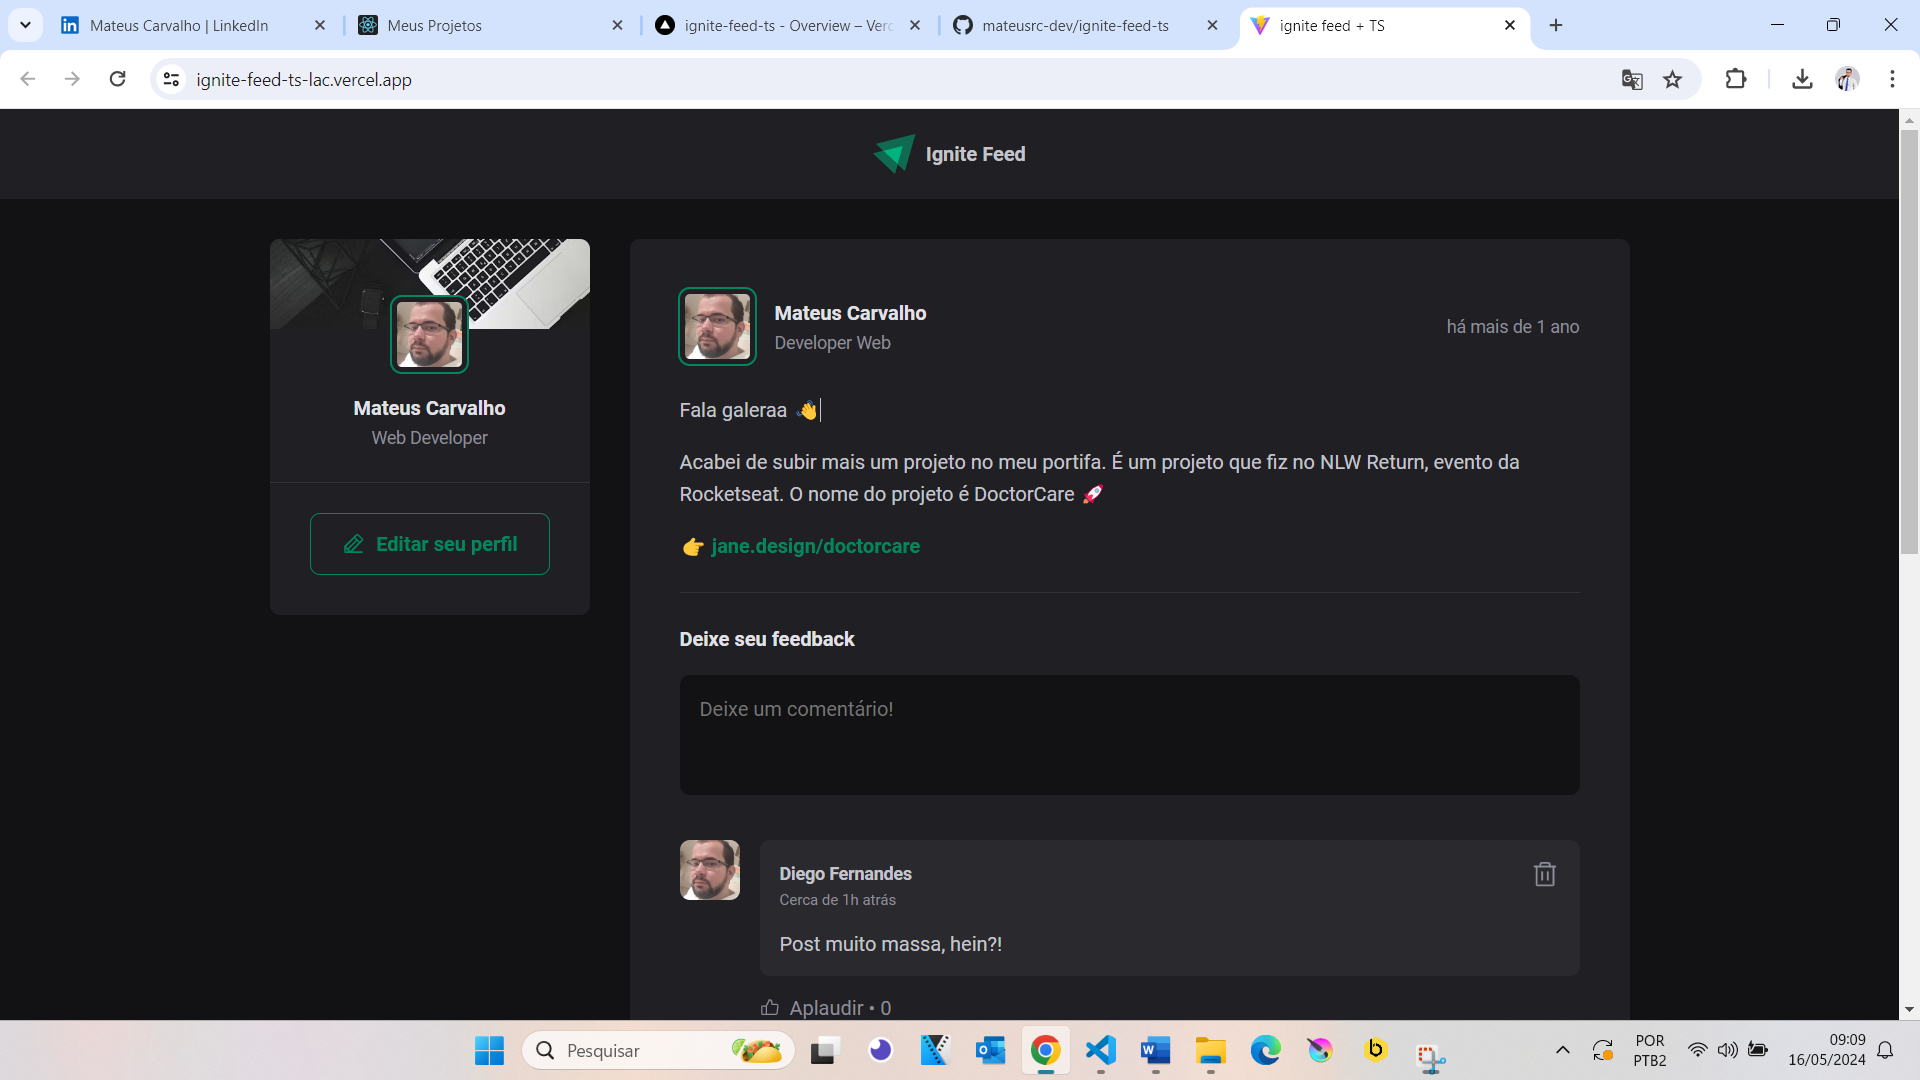 Mateus Carvalho | LinkedIn
Meus Projetos
ignite-feed-ts - Overview – Verc
mateusrc-dev/ignite-feed-ts
ignite feed + TS
ignite-feed-ts-lac.vercel.app
Ignite Feed
Mateus Carvalho
Web Developer
Editar seu perfil
Mateus Carvalho
Developer Web
há mais de 1 ano
Fala galeraa 👋
Acabei de subir mais um projeto no meu portifa. É um projeto que fiz no NLW Return, evento da
Rocketseat. O nome do projeto é DoctorCare 🚀
👉 jane.design/doctorcare
Deixe seu feedback
Deixe um comentário!
Diego Fernandes
Cerca de 1h atrás
Post muito massa, hein?!
Aplaudir • 0
Pesquisar
POR
PTB2
09:09
16/05/2024